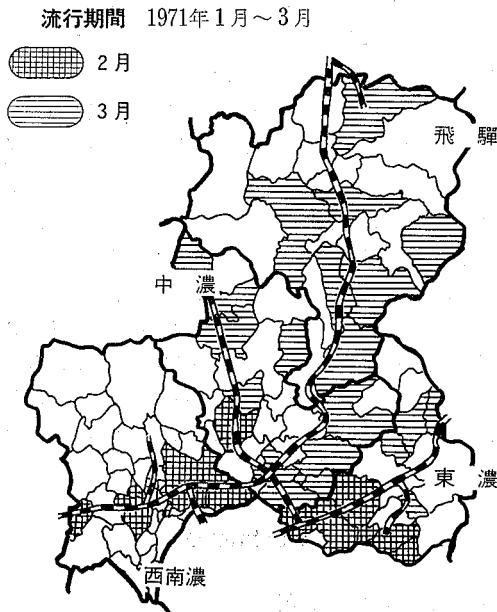 流行期間 1971年1月～3月
2月
3月
飛驒
中濃
東濃
西南濃